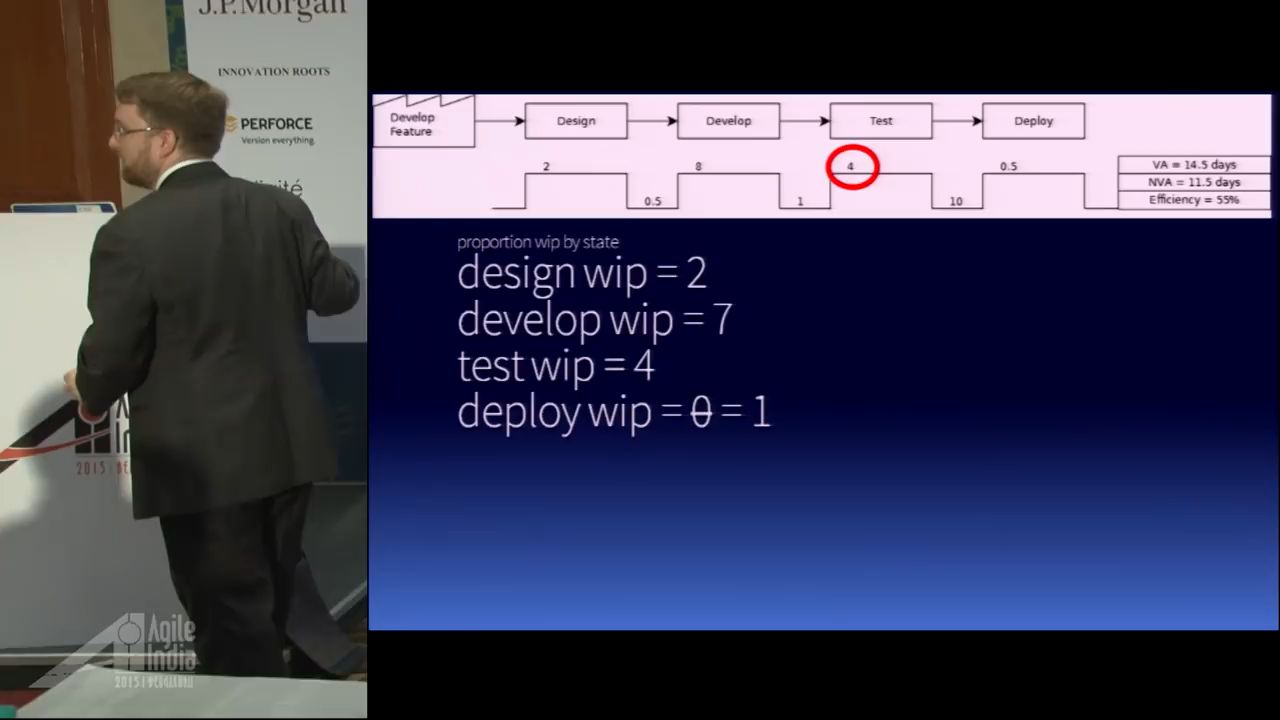 J.P.Morgan
INNOVATION ROOTS
PERFORCE
Version everything.
2015
Agile
India
2015
Develop
Feature
Design
Develop
Test
Deploy
2
8
4
0.5
0.5
1
10
VA = 14.5 days
NVA = 11.5 days
Efficiency = 55%
proportion wip by state
design wip = 2
develop wip = 7
test wip = 4
deploy wip = 0 = 1